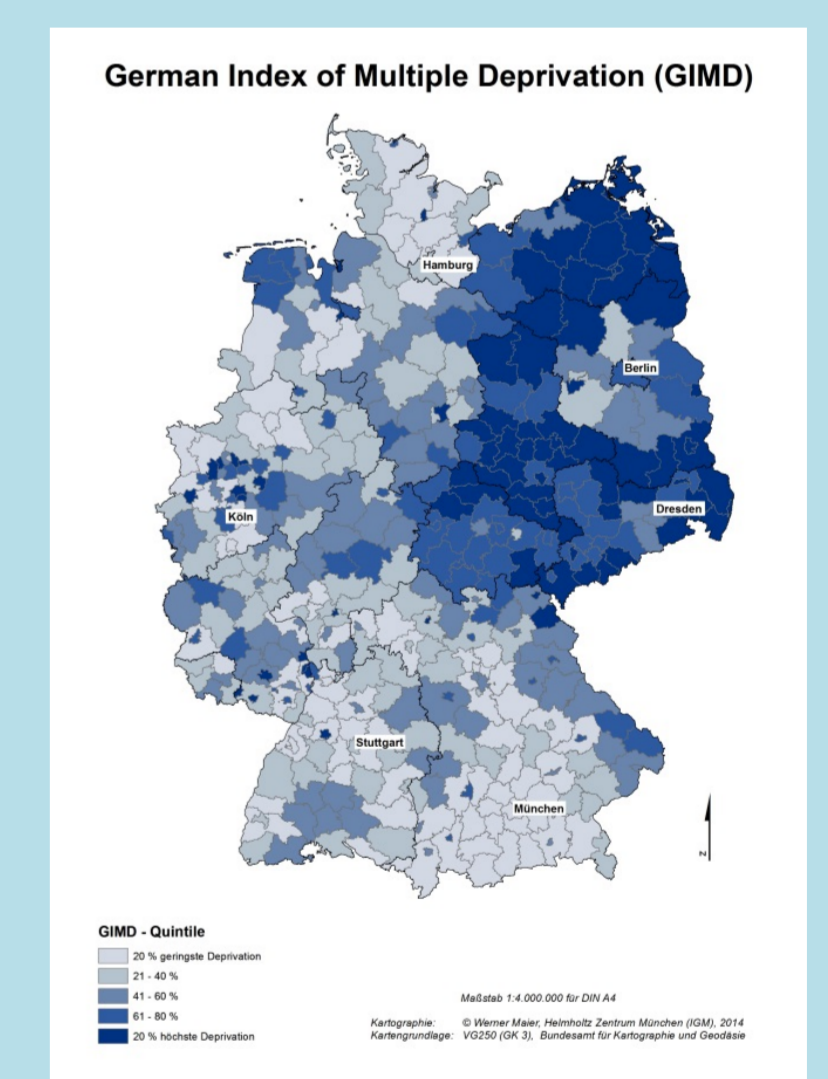 German Index of Multiple Deprivation (GIMD)
Hamburg
Berlin
Dresden
Köln
Stuttgart
München
N
GIMD - Quintile
20 % geringste Deprivation
21 - 40 %
41 - 60 %
61 - 80 %
20 % höchste Deprivation
Maßstab 1:4.000.000 für DIN A4
Kartographie: © Werner Maier, Helmholtz Zentrum München (IGM), 2014
Kartengrundlage: VG250 (GK 3), Bundesamt für Kartographie und Geodäsie